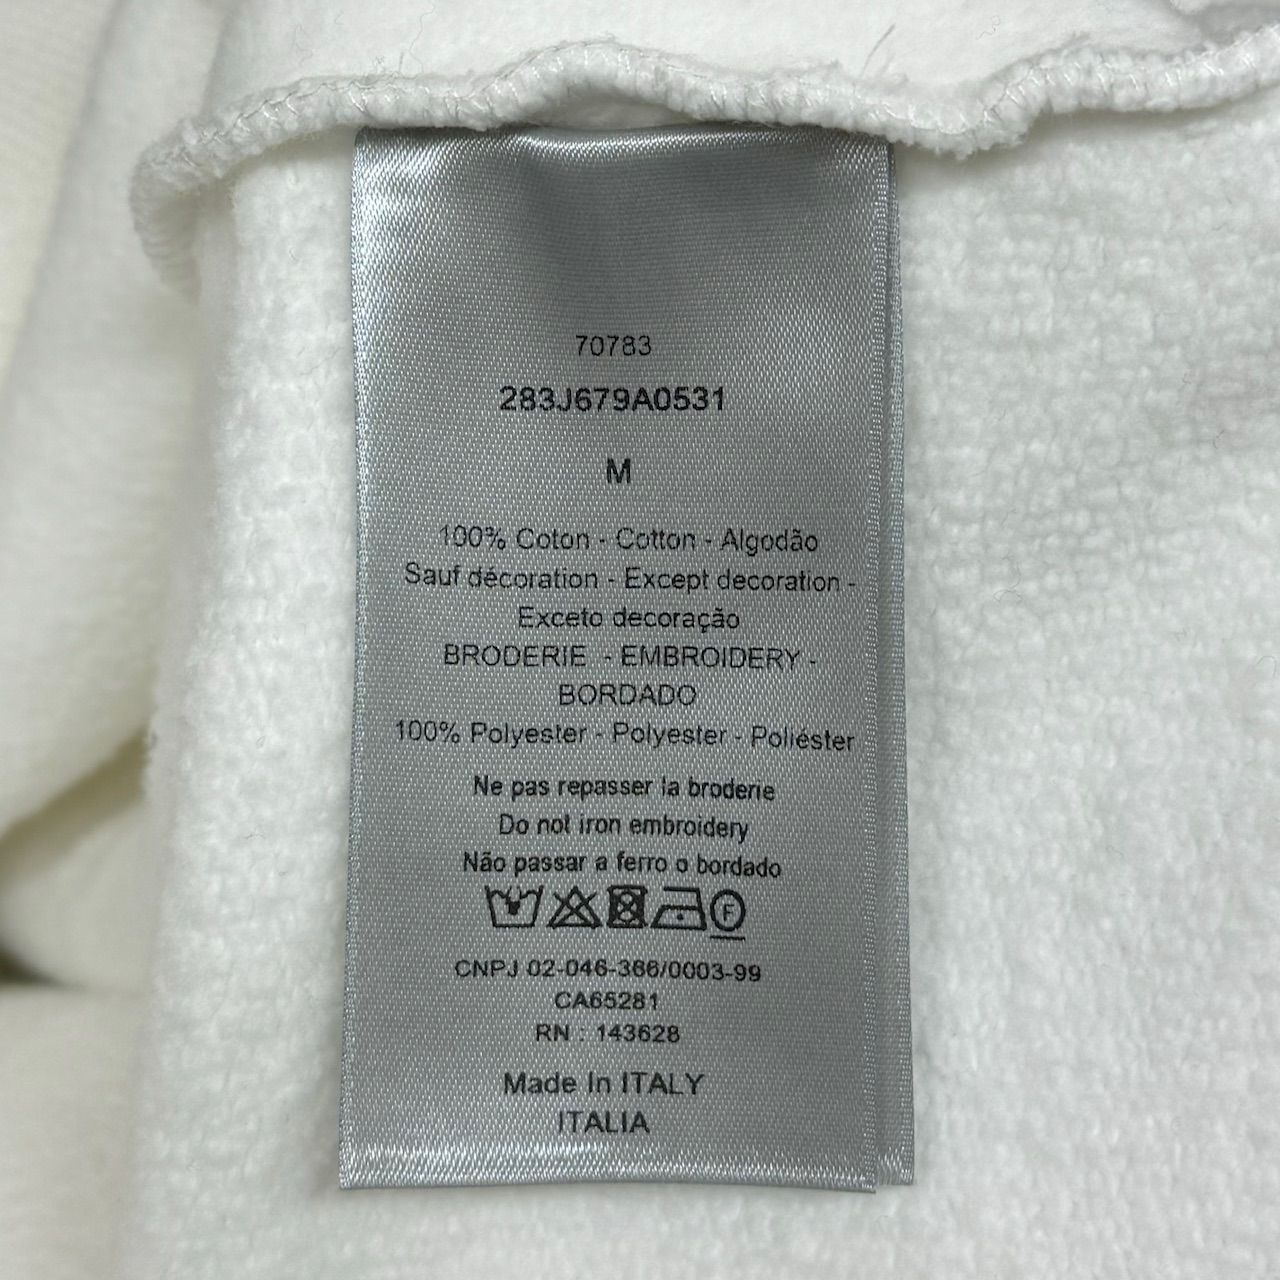 70783
283J679A0531
M
100% Coton - Cotton - Algodão
Sauf décoration - Except decoration -
Exceto decoração
BRODERIE - EMBROIDERY -
BORDADO
100% Polyester - Polyester - Poliéster
Ne pas repasser la broderie
Do not iron embroidery
Não passar a ferro o bordado
F
CNPJ 02-046-366/0003-99
CA65281
RN : 143628
Made In ITALY
ITALIA